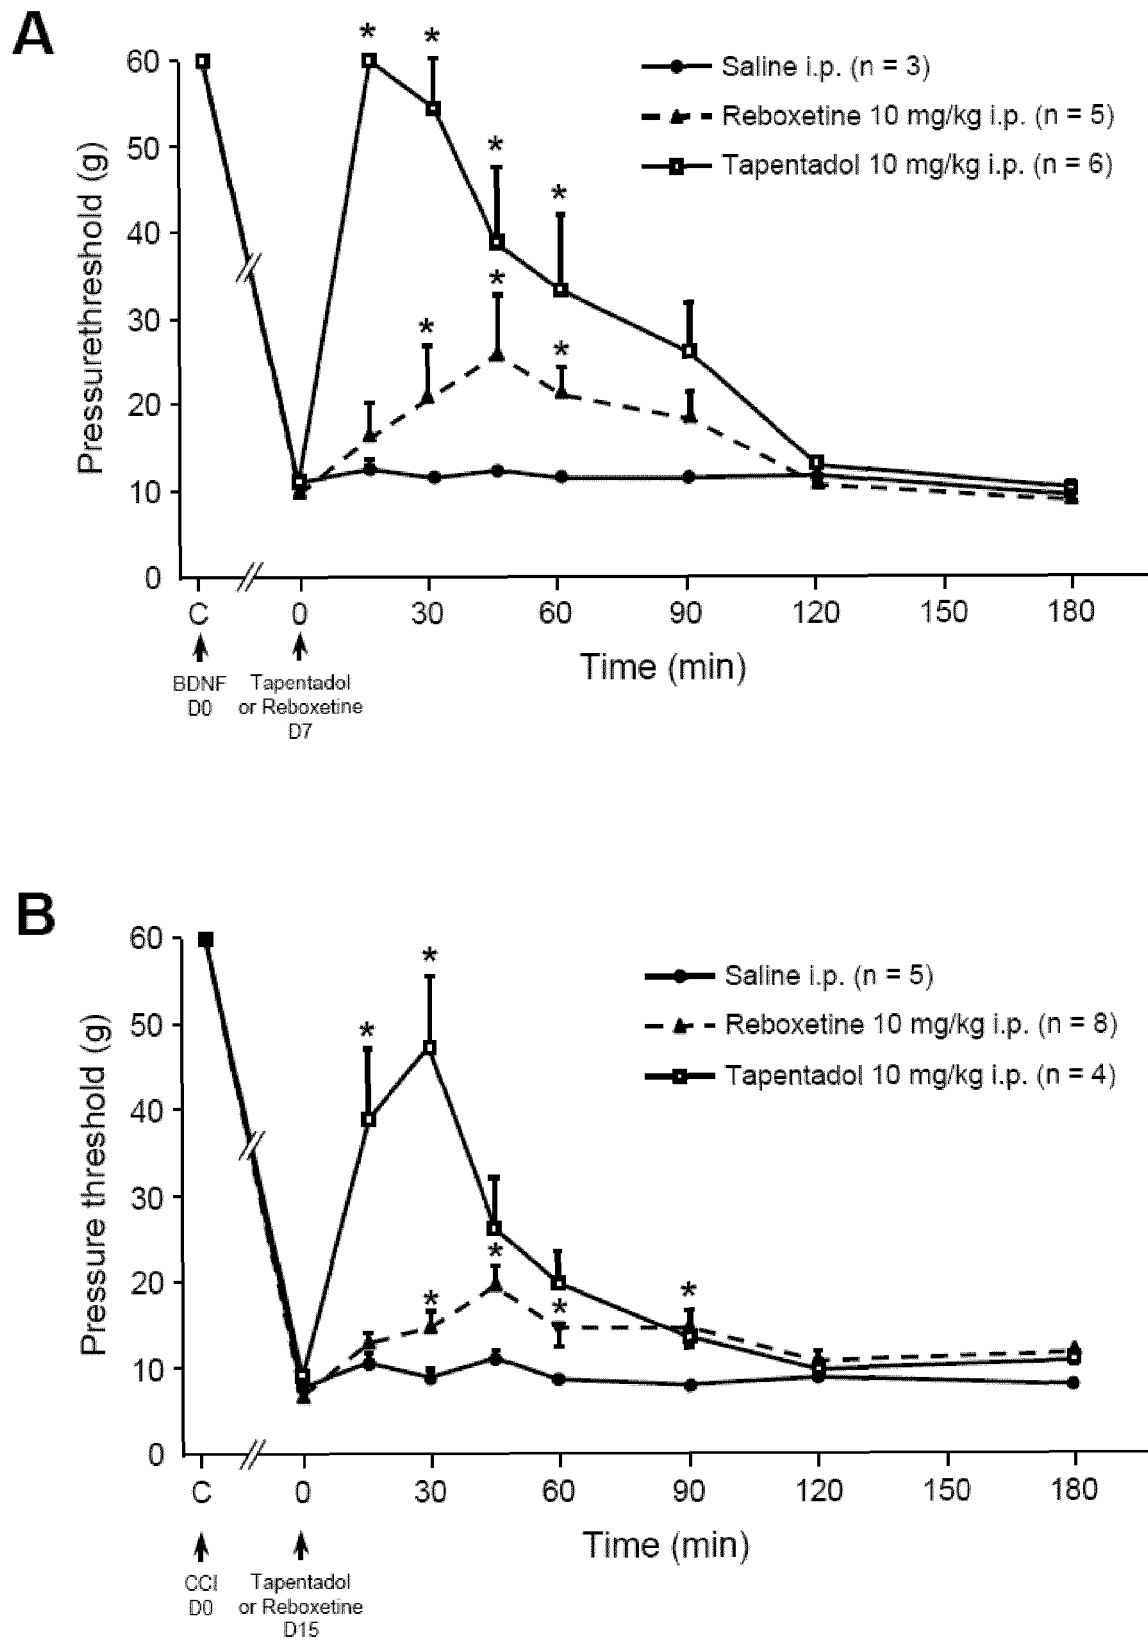 A
Pressurethreshold (g)
60
50
40
30
20
10
0
* * * * * * *
Saline i.p. (n = 3)
Reboxetine 10 mg/kg i.p. (n = 5)
Tapentadol 10 mg/kg i.p. (n = 6)
C 0 30 60 90 120 150 180
Time (min)
BDNF
D0
Tapentadol
or Reboxetine
D7
B
Pressure threshold (g)
60
50
40
30
20
10
0
* * * * * *
Saline i.p. (n = 5)
Reboxetine 10 mg/kg i.p. (n = 8)
Tapentadol 10 mg/kg i.p. (n = 4)
C 0 30 60 90 120 150 180
Time (min)
CCI
D0
Tapentadol
or Reboxetine
D15